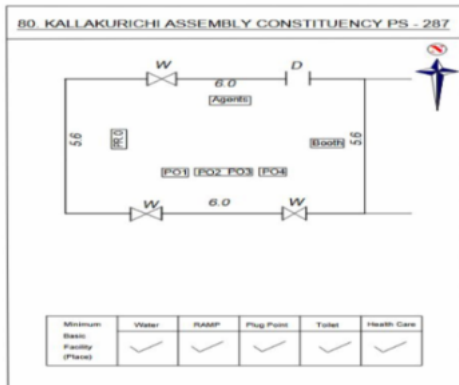 80. KALLAKURICHI ASSEMBLY CONSTITUENCY PS - 287
N
W
D
6.0
Agents
5.6
PRO
Booth
5.6
PO1 PO2 PO3 PO4
W
6.0
W
Minimum Basic Facility (Place)
Water
RAMP
Plug Point
Toilet
Health Care